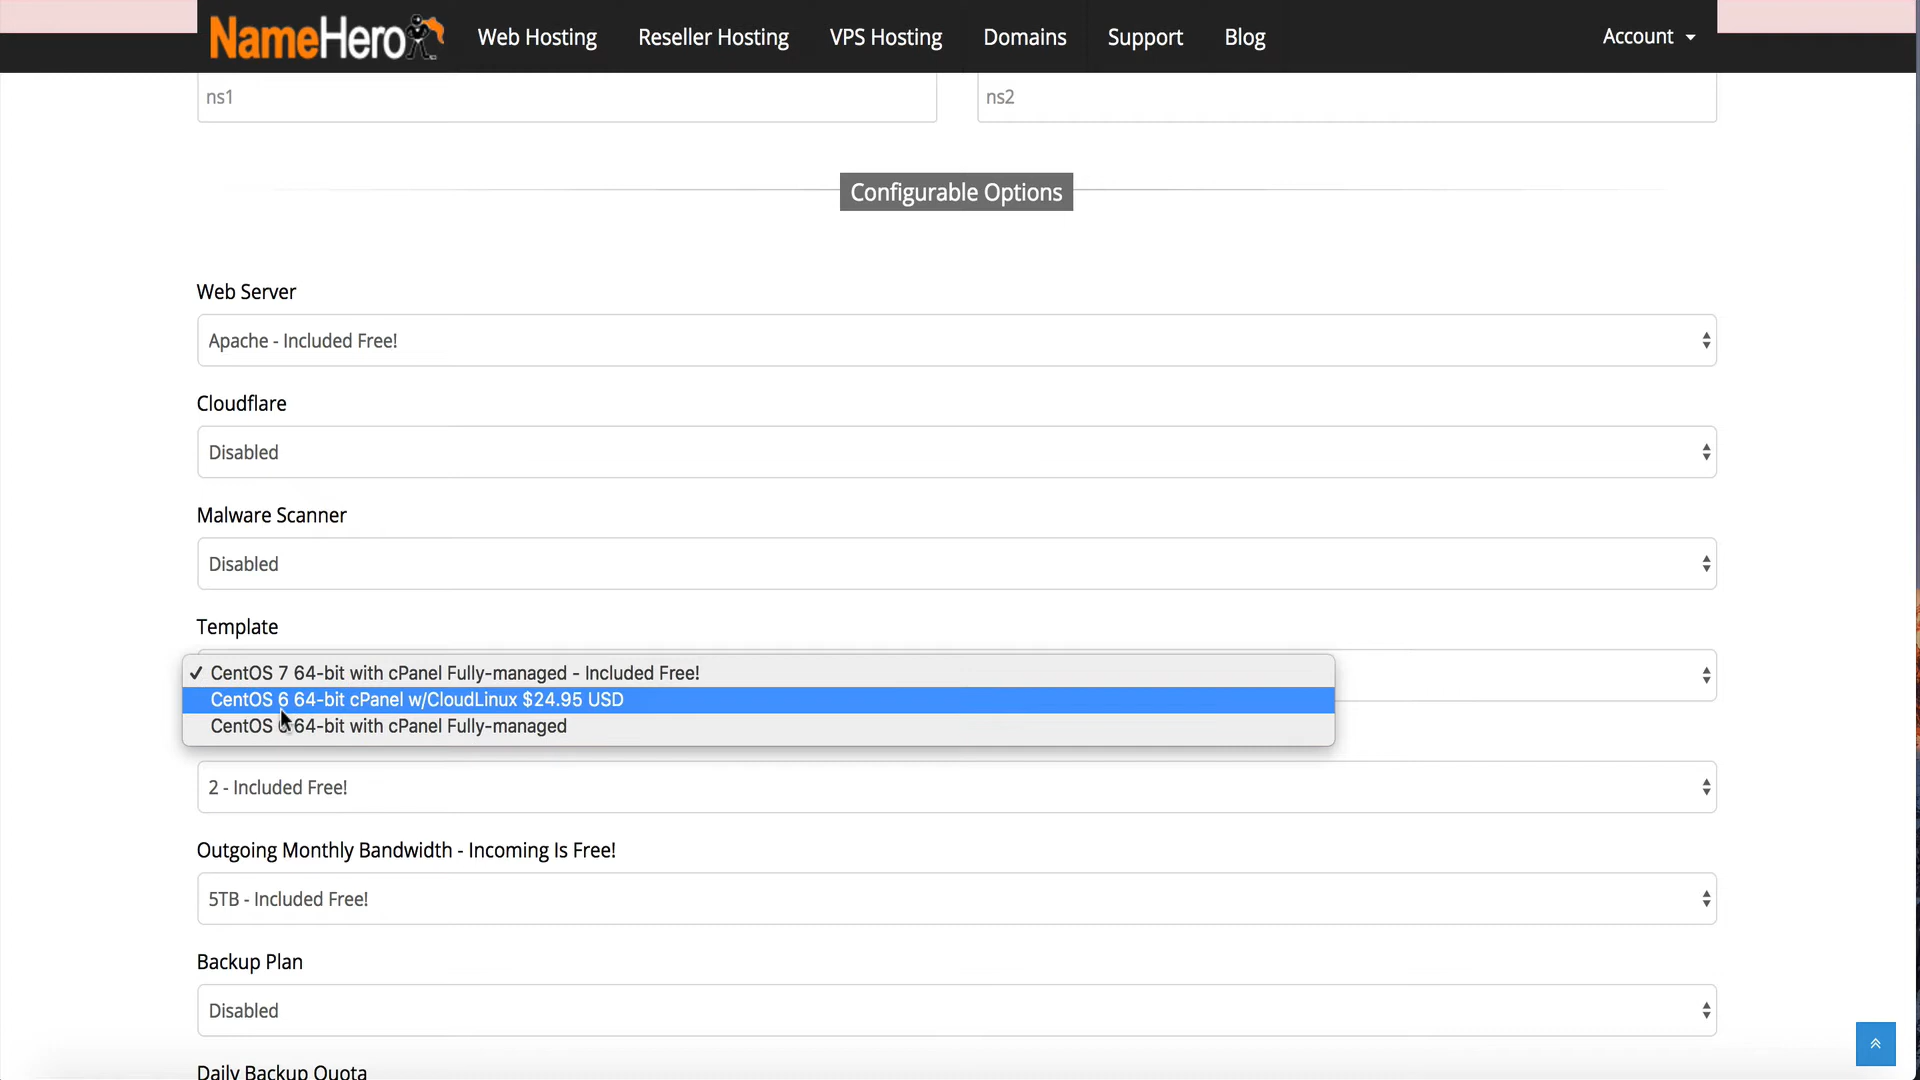 NameHero
Web Hosting
Reseller Hosting
VPS Hosting
Domains
Support
Blog
Account
ns1
ns2
Configurable Options
Web Server
Apache - Included Free!
Cloudflare
Disabled
Malware Scanner
Disabled
Template
✓ CentOS 7 64-bit with cPanel Fully-managed - Included Free!
CentOS 6 64-bit cPanel w/CloudLinux $24.95 USD
CentOS 64-bit with cPanel Fully-managed
2 - Included Free!
Outgoing Monthly Bandwidth - Incoming Is Free!
5TB - Included Free!
Backup Plan
Disabled
Daily Backup Quota